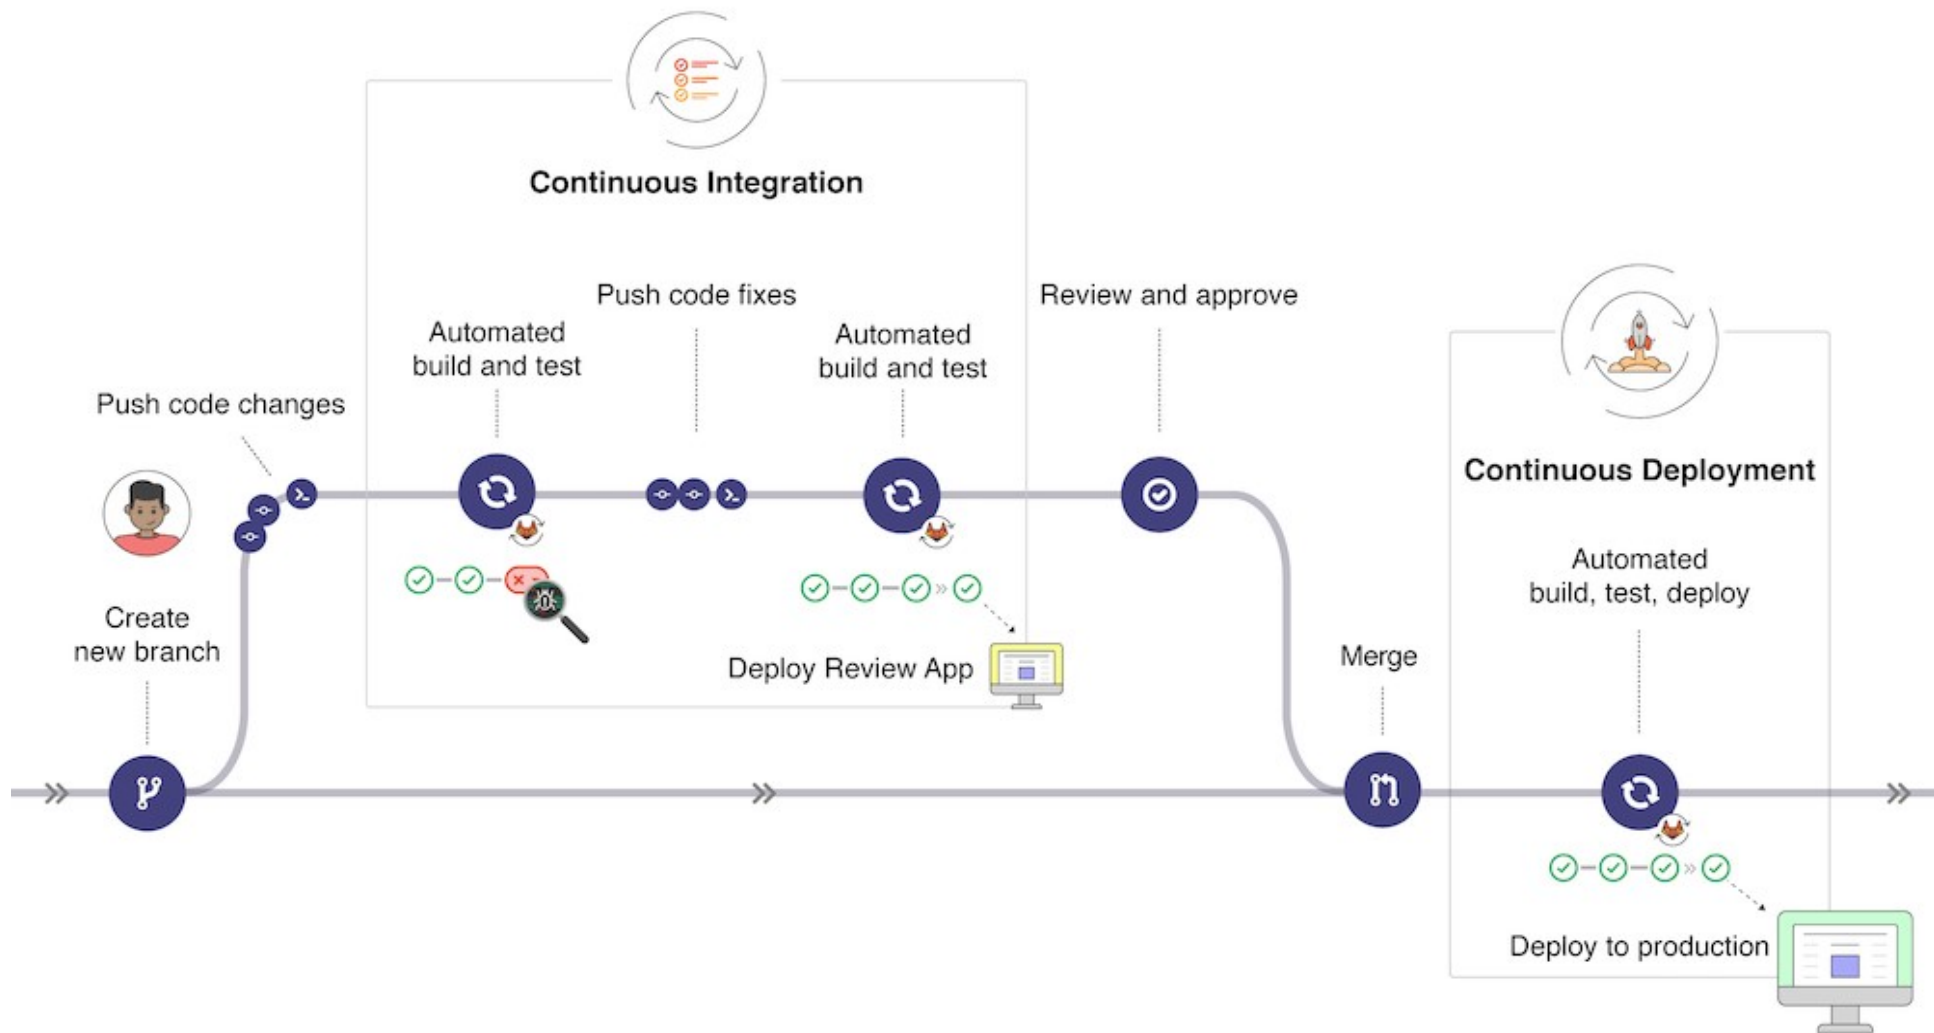 Continuous Integration
Push code fixes
Review and approve
Automated
build and test
Automated
build and test
Push code changes
Continuous Deployment
Automated
build, test, deploy
Create
new branch
Deploy Review App
Merge
Deploy to production